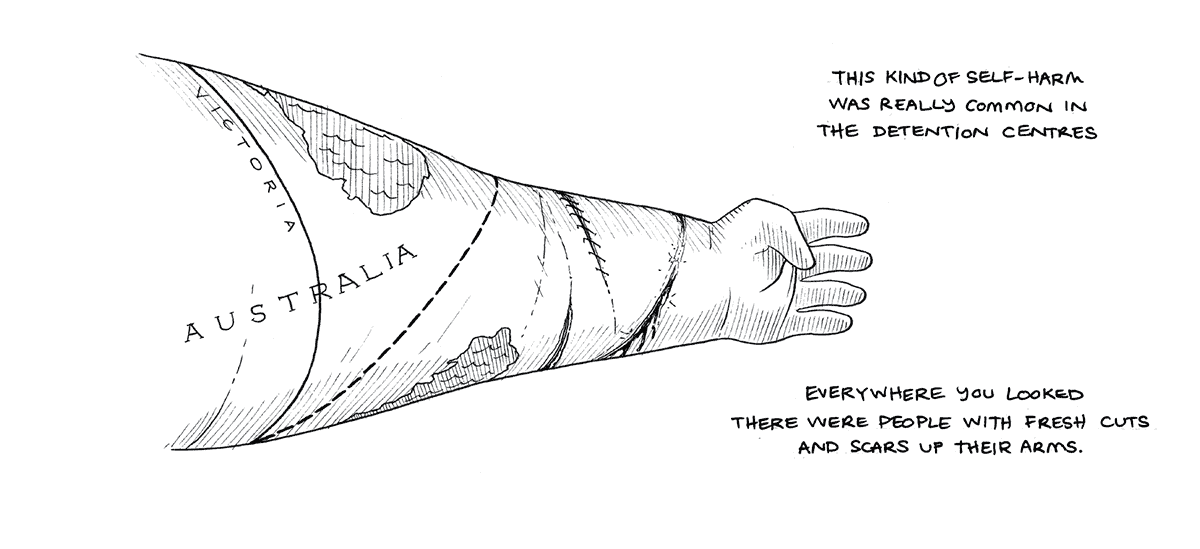 VICTORIA
AUSTRALIA
THIS KIND OF SELF-HARM
WAS REALLY COMMON IN
THE DETENTION CENTRES
EVERYWHERE YOU LOOKED
THERE WERE PEOPLE WITH FRESH CUTS
AND SCARS UP THEIR ARMS.